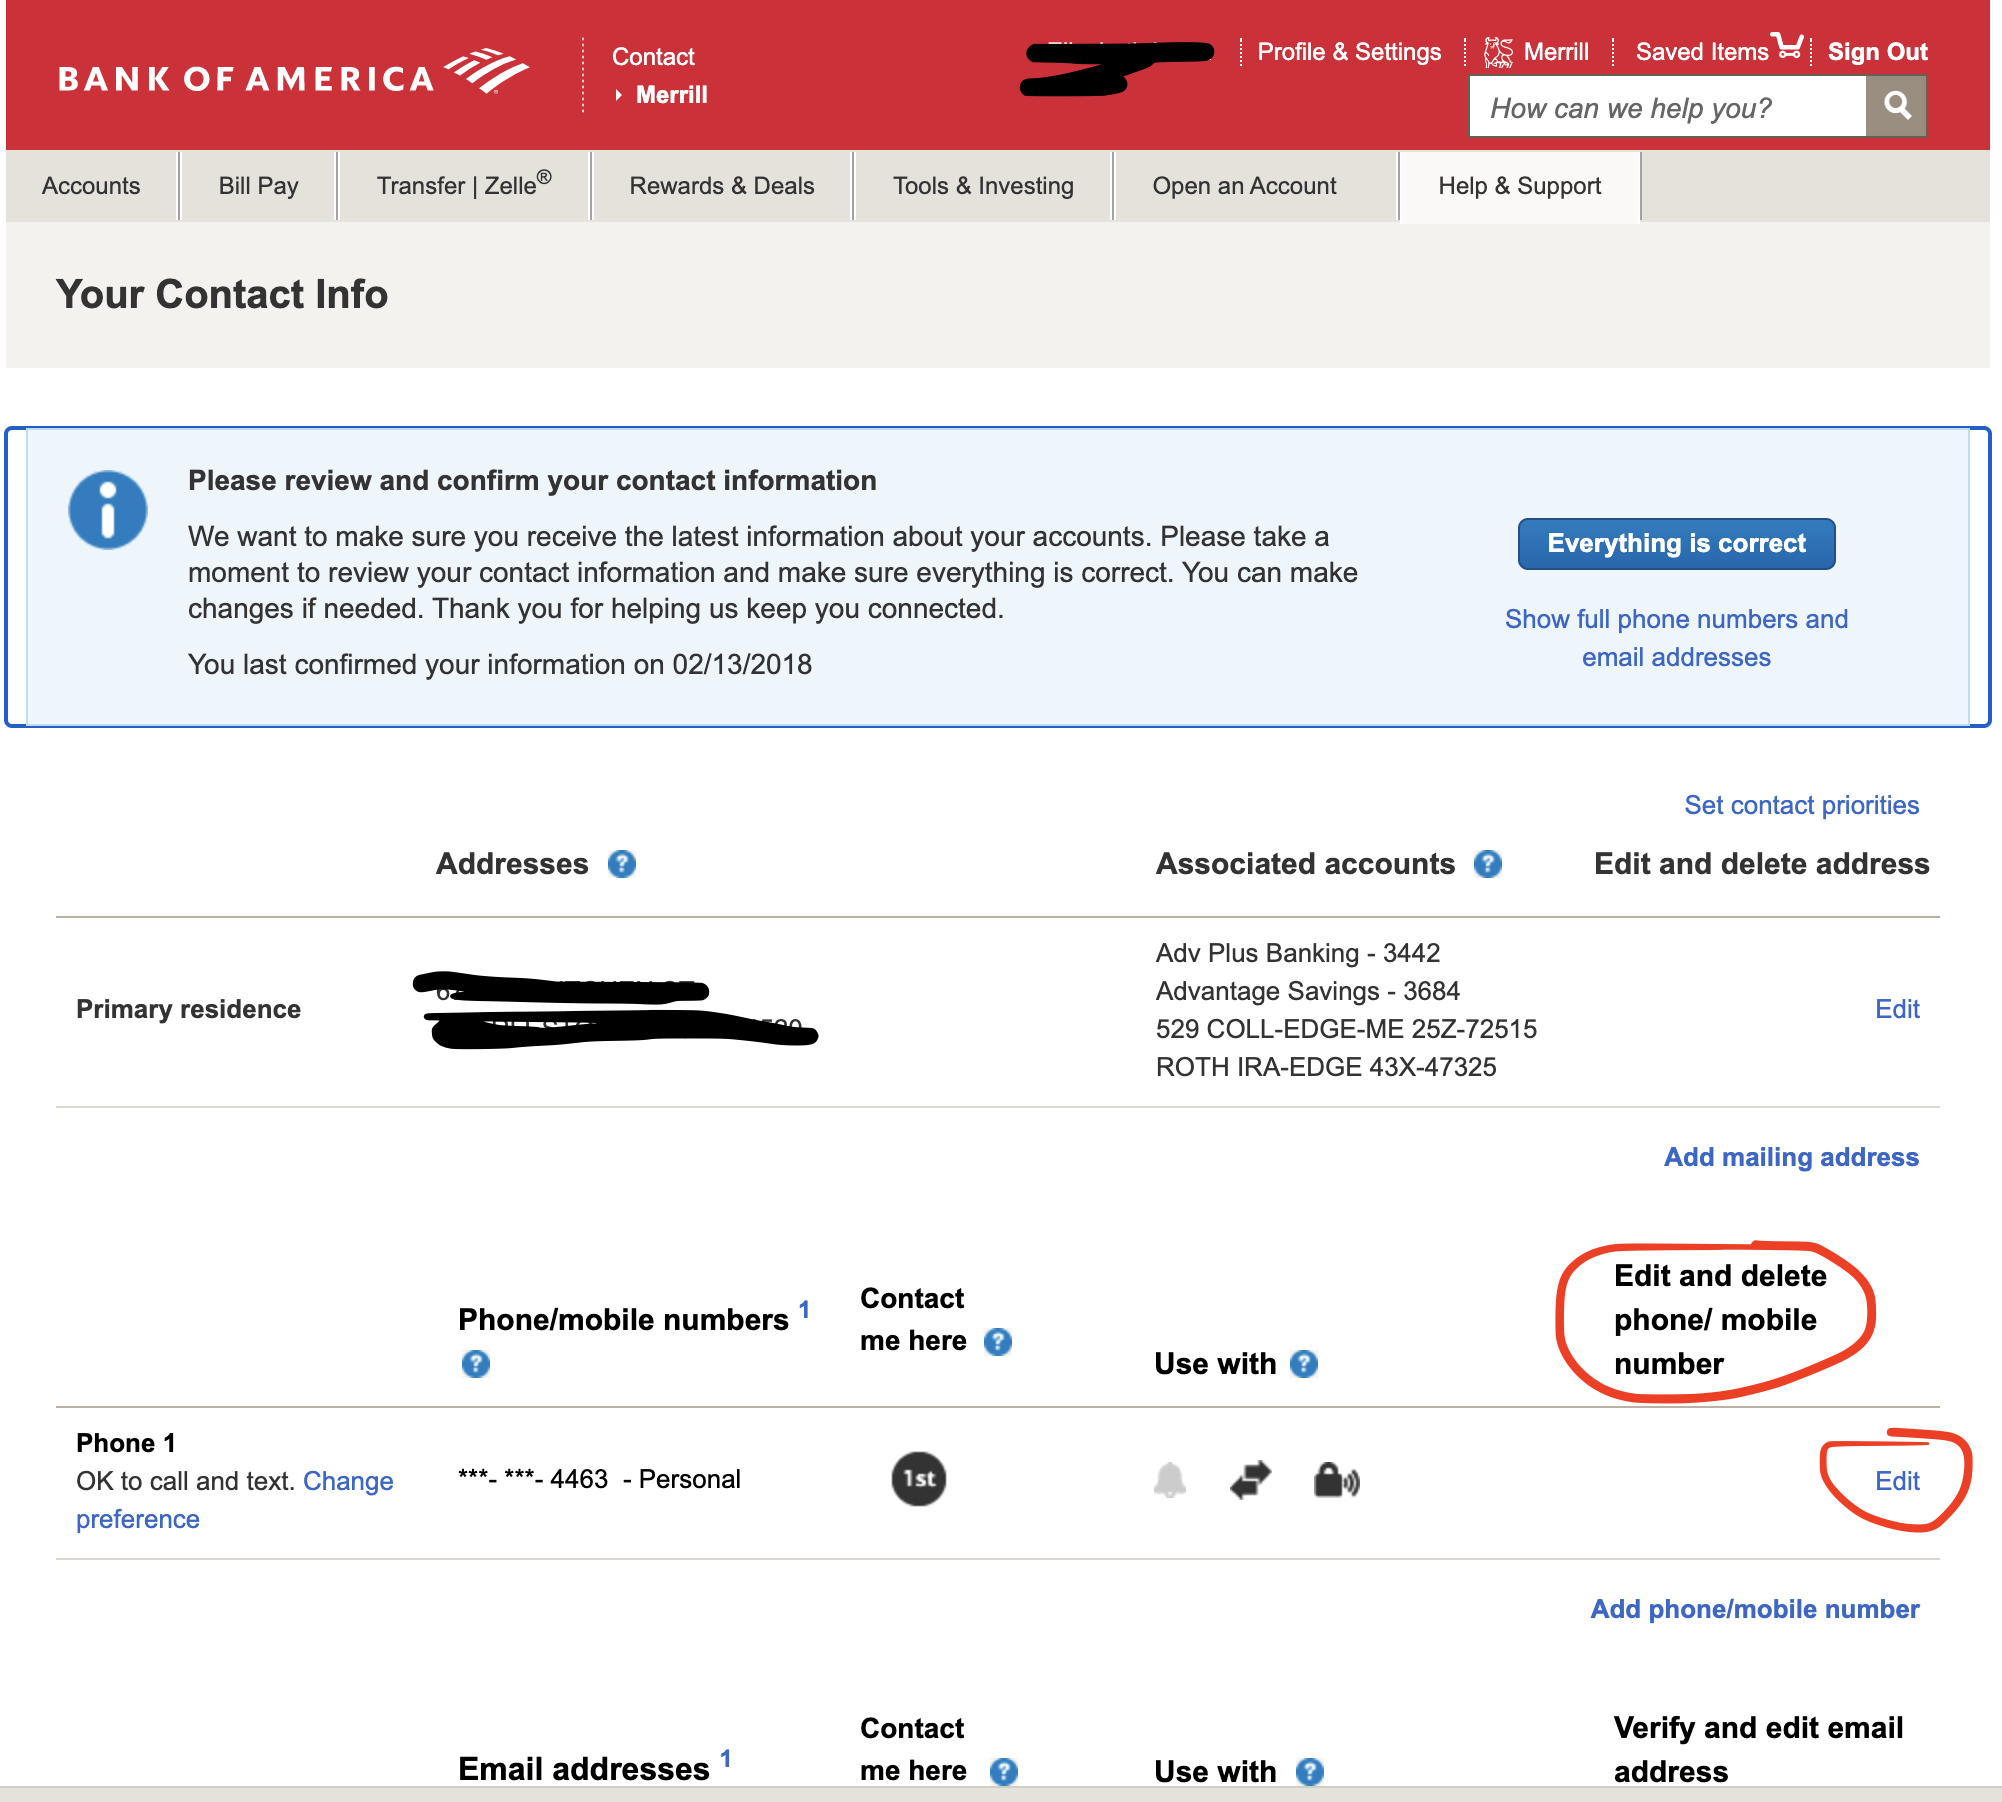 BANK OF AMERICA
Contact
Merrill
Profile & Settings
Merrill
Saved Items
Sign Out
How can we help you?
Accounts
Bill Pay
Transfer | Zelle®
Rewards & Deals
Tools & Investing
Open an Account
Help & Support
Your Contact Info
Please review and confirm your contact information
We want to make sure you receive the latest information about your accounts. Please take a
moment to review your contact information and make sure everything is correct. You can make
changes if needed. Thank you for helping us keep you connected.
You last confirmed your information on 02/13/2018
Everything is correct
Show full phone numbers and
email addresses
Set contact priorities
Addresses ?
Associated accounts ?
Edit and delete address
Primary residence
Adv Plus Banking - 3442
Advantage Savings - 3684
529 COLL-EDGE-ME 25Z-72515
ROTH IRA-EDGE 43X-47325
Edit
Add mailing address
Phone/mobile numbers 1
?
Contact
me here ?
Use with ?
Edit and delete
phone/ mobile
number
Phone 1
OK to call and text. Change
preference
***- ***- 4463 - Personal
1st
Edit
Add phone/mobile number
Email addresses 1
Contact
me here ?
Use with ?
Verify and edit email
address